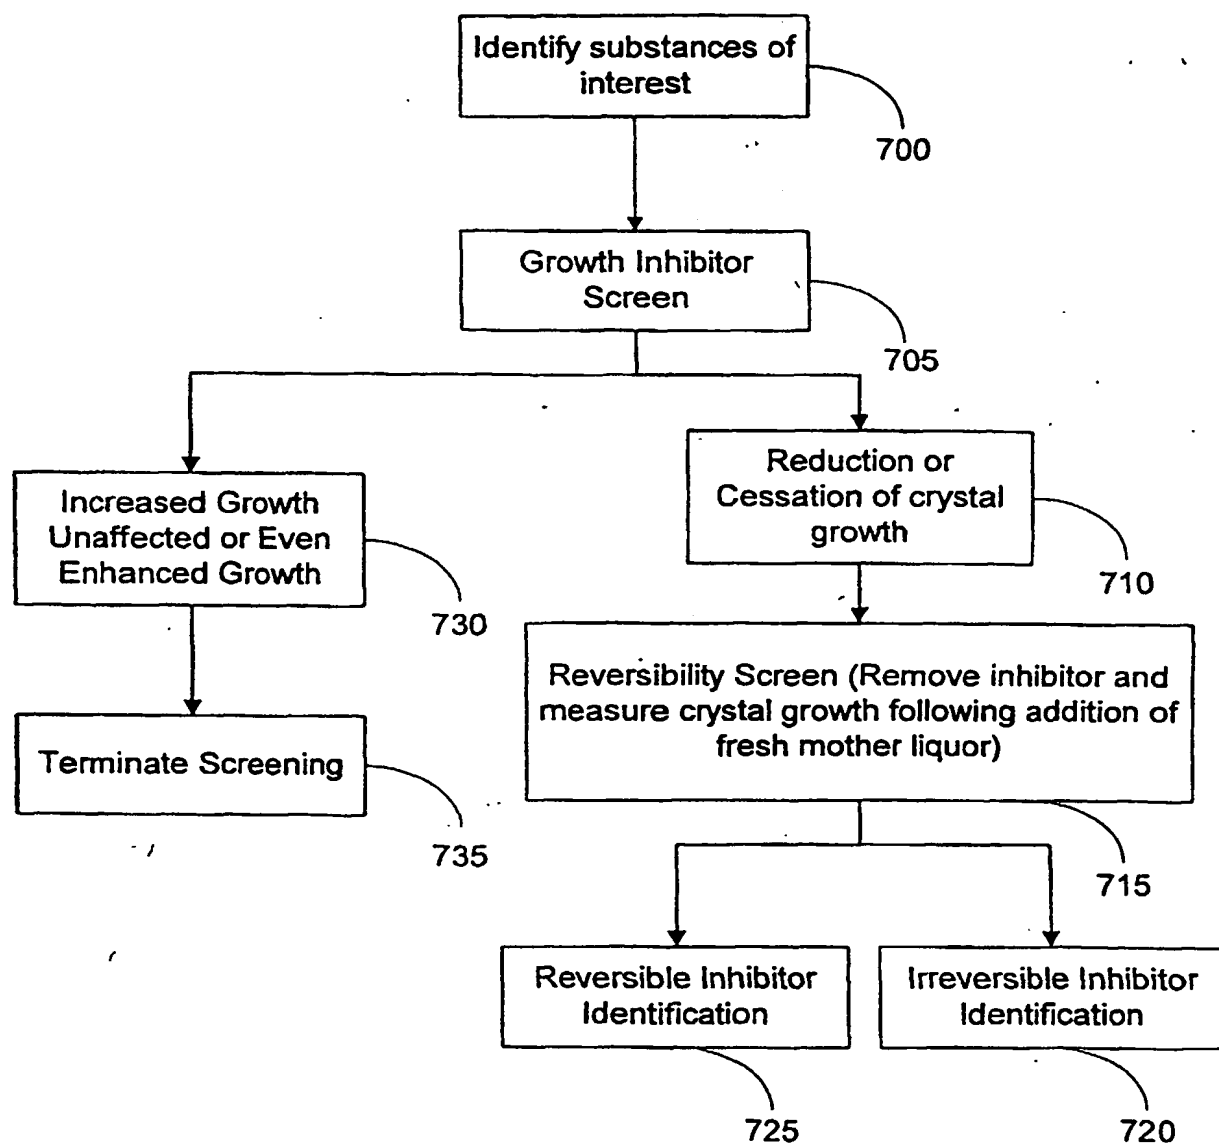 Identify substances of
interest
700
Growth Inhibitor
Screen
705
Reduction or
Cessation of crystal
growth
710
Increased Growth
Unaffected or Even
Enhanced Growth
730
Reversibility Screen (Remove inhibitor and
measure crystal growth following addition of
fresh mother liquor)
715
Terminate Screening
735
Reversible Inhibitor
Identification
725
Irreversible Inhibitor
Identification
720